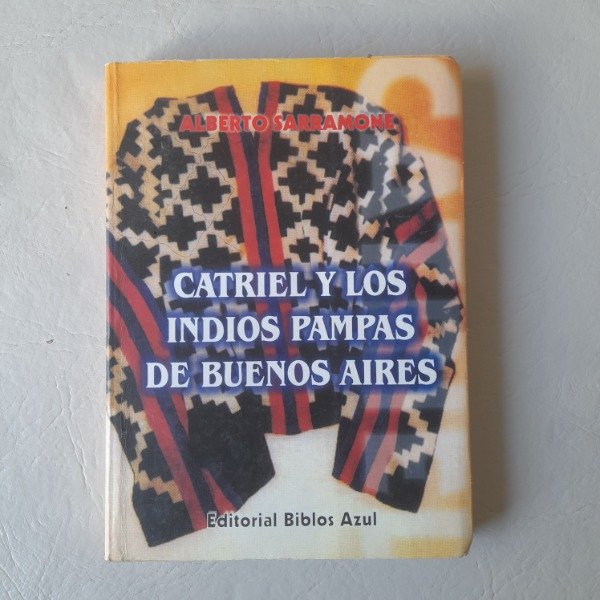 ALBERTO SARRAMONE
CATRIEL Y LOS
INDIOS PAMPAS
DE BUENOS AIRES
Editorial Biblos Azul